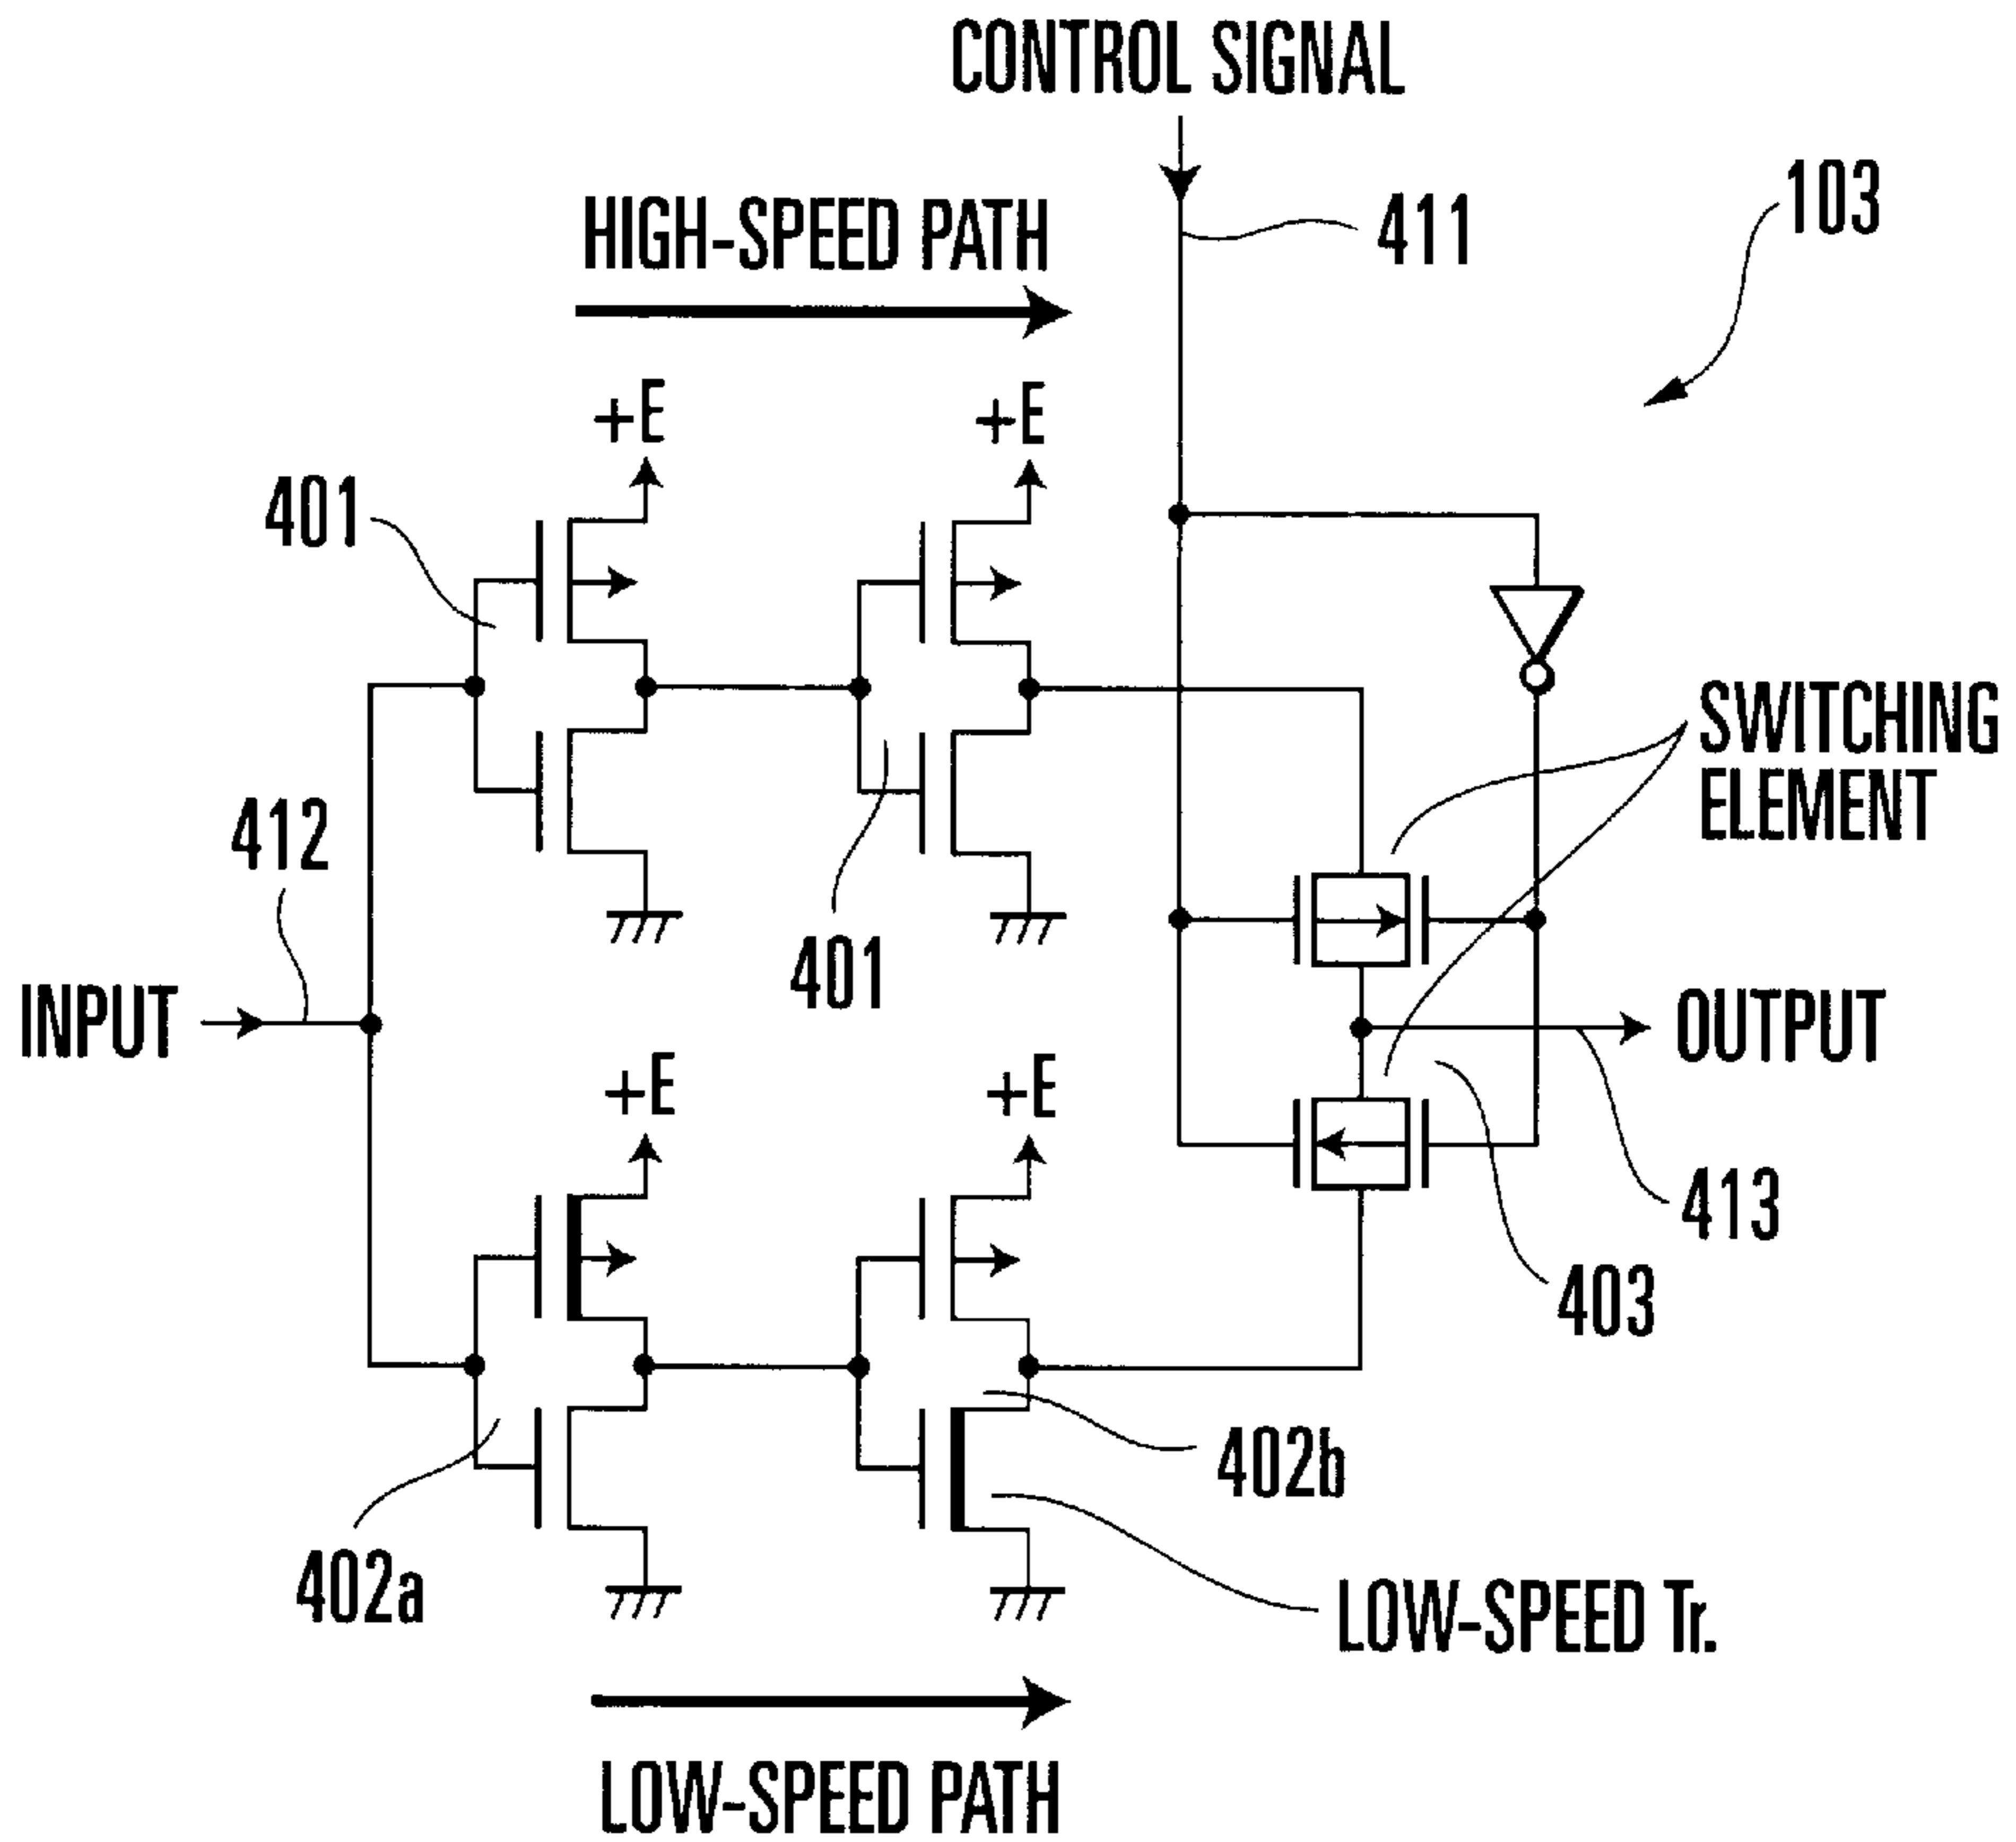 CONTROL SIGNAL
103
HIGH-SPEED PATH
411
+E
+E
401
SWITCHING
ELEMENT
412
401
INPUT
OUTPUT
+E
+E
413
403
402b
402a
LOW-SPEED Tr.
LOW-SPEED PATH